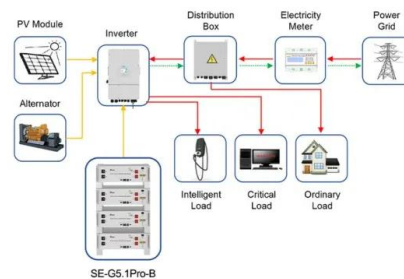 PV Module
Inverter
Distribution
Box
Electricity
Meter
Power
Grid
Alternator
Intelligent
Load
Critical
Load
Ordinary
Load
SE-G5.1Pro-B